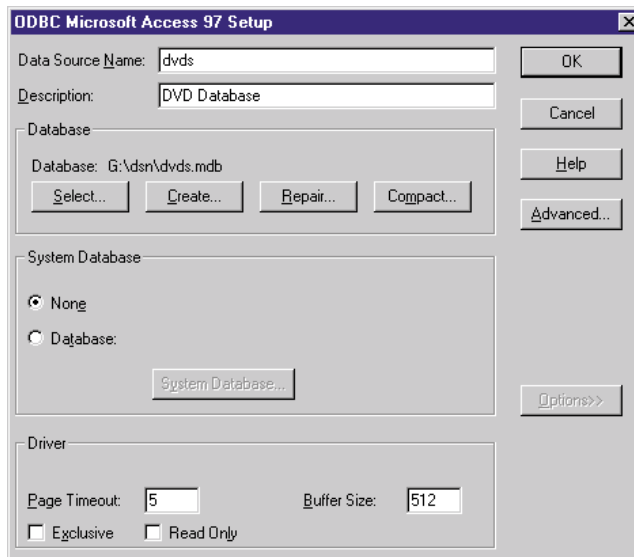 ODBC Microsoft Access 97 Setup
Data Source Name: dvds
OK
Description: DVD Database
Cancel
Database
Database: G:\dsn\dvds.mdb
Help
Select... Create... Repair... Compact...
Advanced...
System Database
None
Database:
System Database...
Options>>
Driver
Page Timeout: 5 Buffer Size: 512
Exclusive Read Only